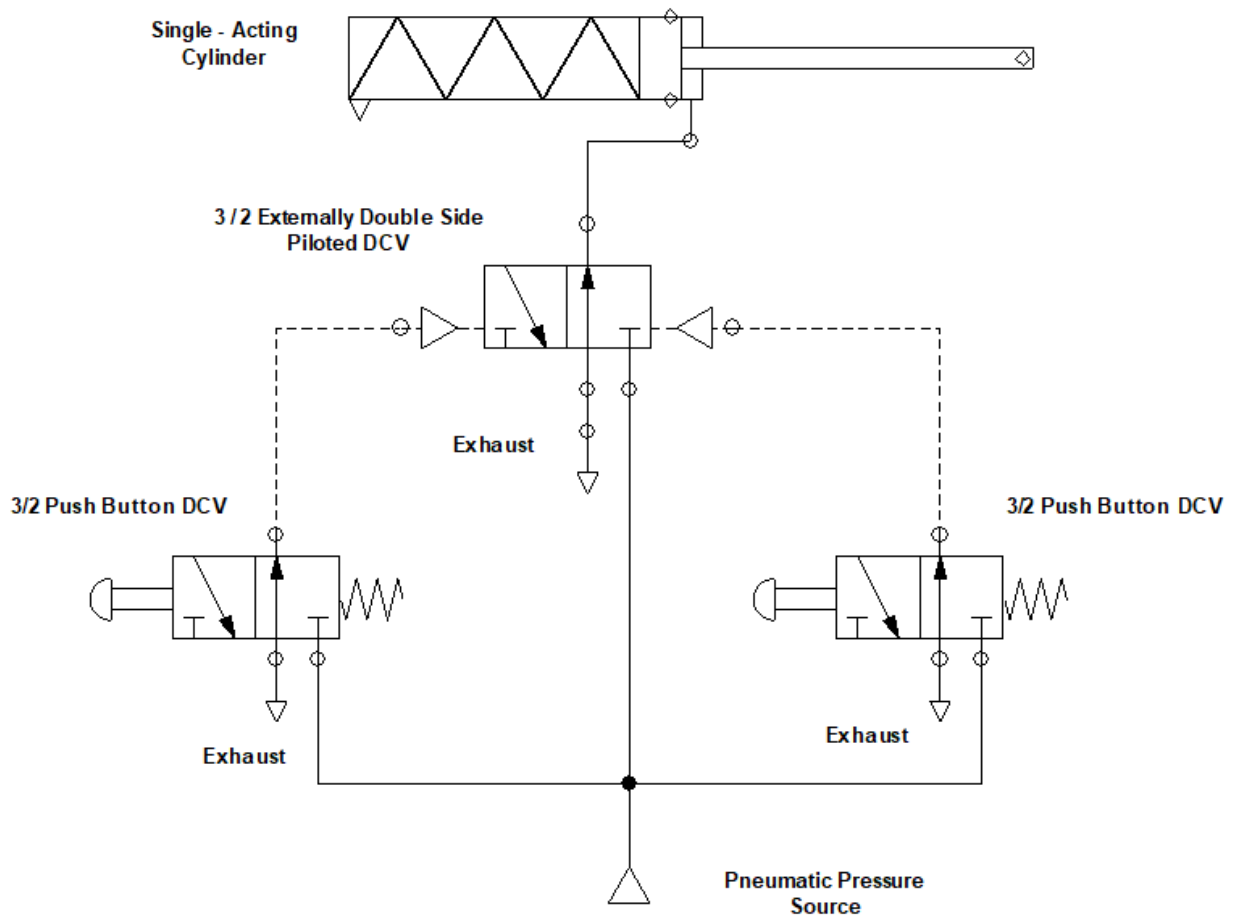 Single - Acting
Cylinder
3 / 2 Externally Double Side
Piloted DCV
Exhaust
3/2 Push Button DCV
3/2 Push Button DCV
Exhaust
Exhaust
Pneumatic Pressure
Source